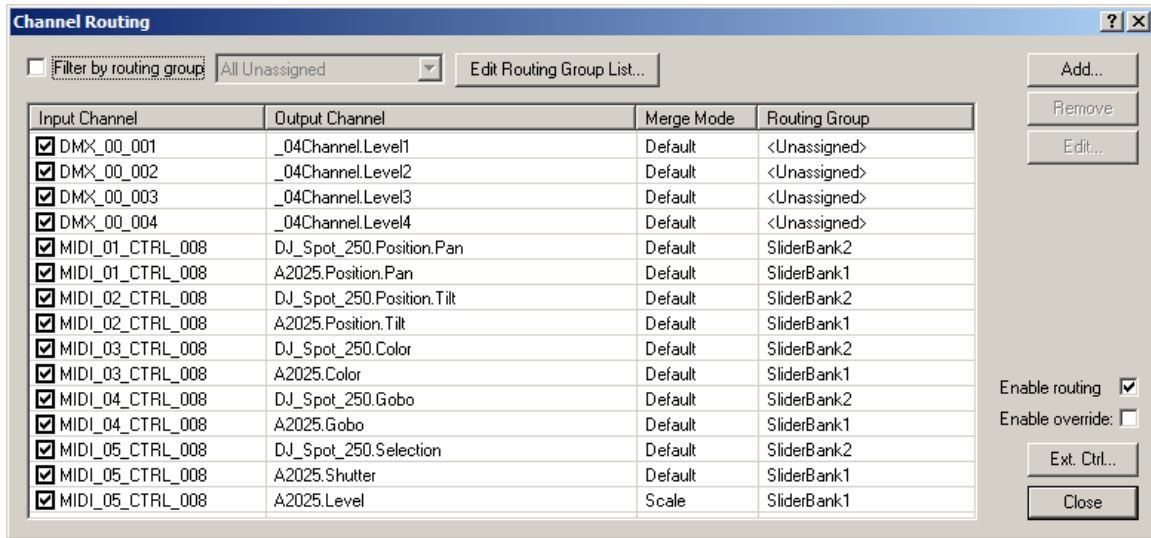 Channel Routing
Filter by routing group All Unassigned Edit Routing Group List... Add...
Remove
Input Channel Output Channel Merge Mode Routing Group
DMX_00_001 _04Channel.Level1 Default <Unassigned> Edit...
DMX_00_002 _04Channel.Level2 Default <Unassigned>
DMX_00_003 _04Channel.Level3 Default <Unassigned>
DMX_00_004 _04Channel.Level4 Default <Unassigned>
MIDI_01_CTRL_008 DJ_Spot_250.Position.Pan Default SliderBank2
MIDI_01_CTRL_008 A2025.Position.Pan Default SliderBank1
MIDI_02_CTRL_008 DJ_Spot_250.Position.Tilt Default SliderBank2
MIDI_02_CTRL_008 A2025.Position.Tilt Default SliderBank1
MIDI_03_CTRL_008 DJ_Spot_250.Color Default SliderBank2
MIDI_03_CTRL_008 A2025.Color Default SliderBank1
Enable routing
MIDI_04_CTRL_008 DJ_Spot_250.Gobo Default SliderBank2
MIDI_04_CTRL_008 A2025.Gobo Default SliderBank1
Enable override:
MIDI_05_CTRL_008 DJ_Spot_250.Selection Default SliderBank2
Ext. Ctrl...
MIDI_05_CTRL_008 A2025.Shutter Default SliderBank1
MIDI_05_CTRL_008 A2025.Level Scale SliderBank1
Close